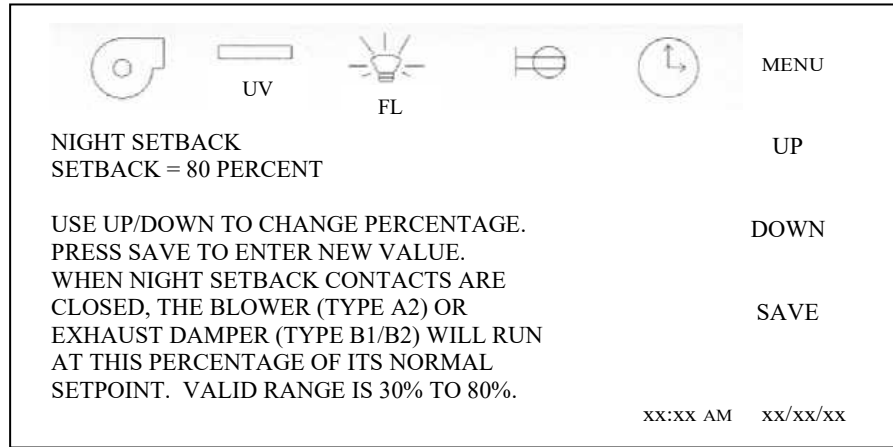 MENU
UV
FL
NIGHT SETBACK
SETBACK = 80 PERCENT
UP
USE UP/DOWN TO CHANGE PERCENTAGE.
PRESS SAVE TO ENTER NEW VALUE.
WHEN NIGHT SETBACK CONTACTS ARE
CLOSED, THE BLOWER (TYPE A2) OR
EXHAUST DAMPER (TYPE B1/B2) WILL RUN
AT THIS PERCENTAGE OF ITS NORMAL
SETPOINT. VALID RANGE IS 30% TO 80%.
DOWN
SAVE
xx:xx AM xx/xx/xx